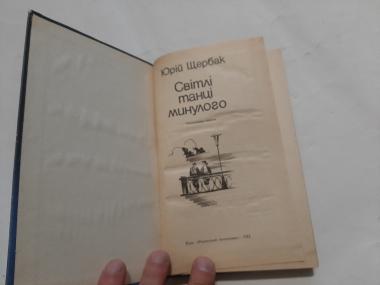 Юрій Щербак
Світлі
танці
минулого